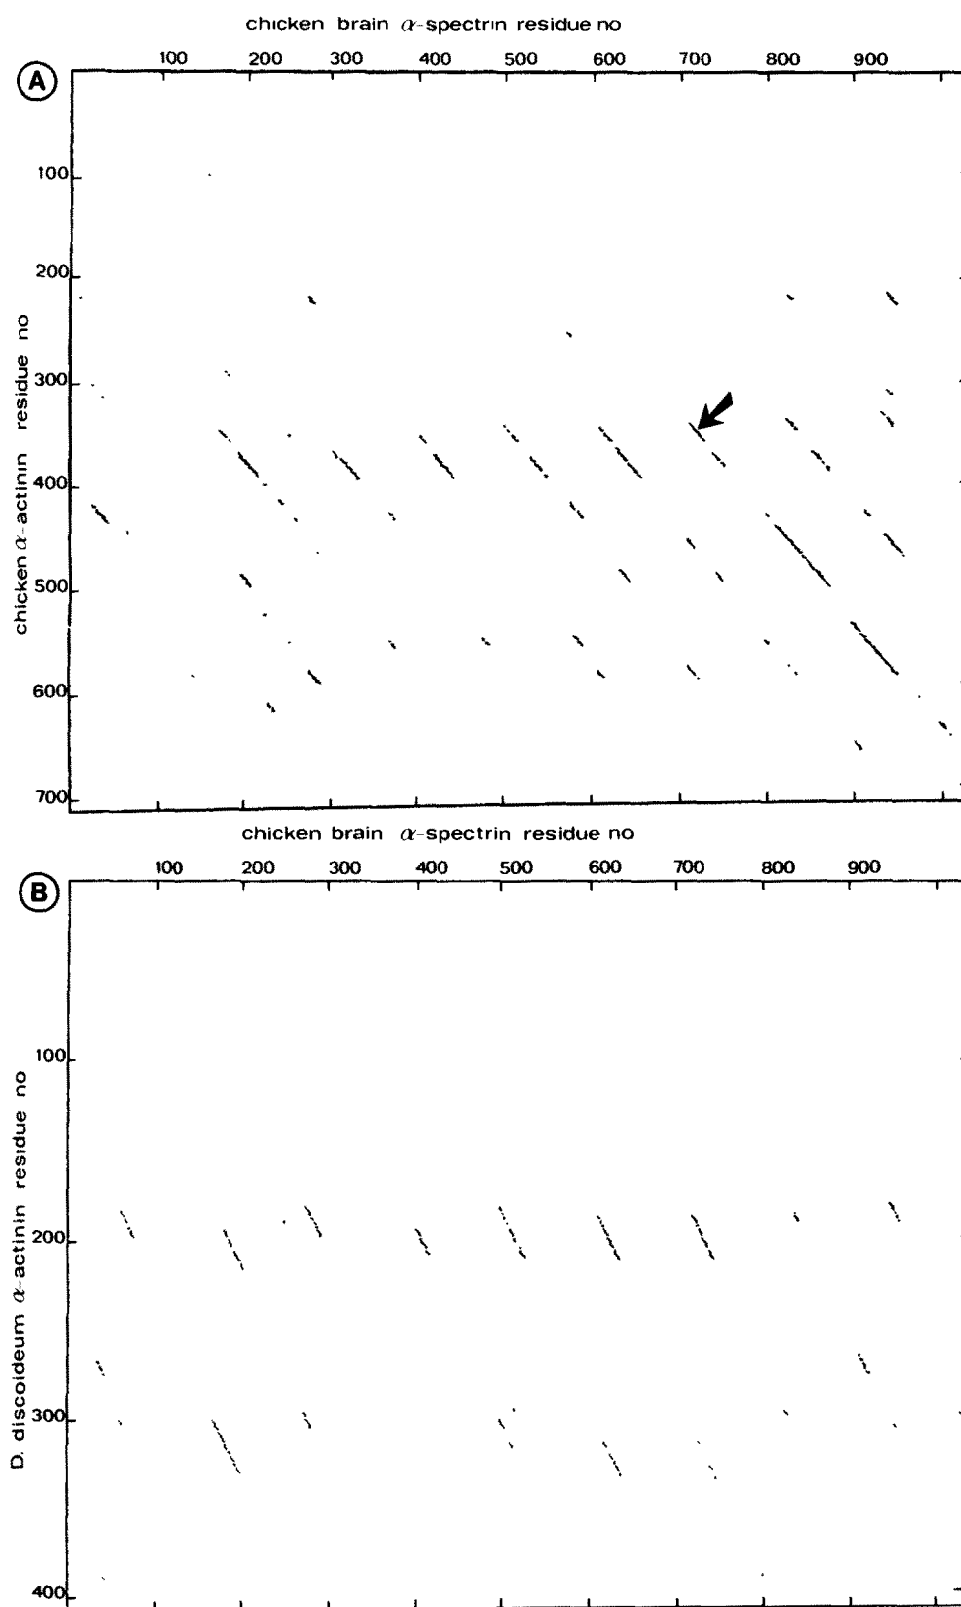 chicken brain α-spectrin residue no
100 200 300 400 500 600 700 800 900
A
100
200
300
400
500
600
700
chicken α-actinin residue no
chicken brain α-spectrin residue no
100 200 300 400 500 600 700 800 900
B
100
200
300
400
D. discoideum α-actinin residue no